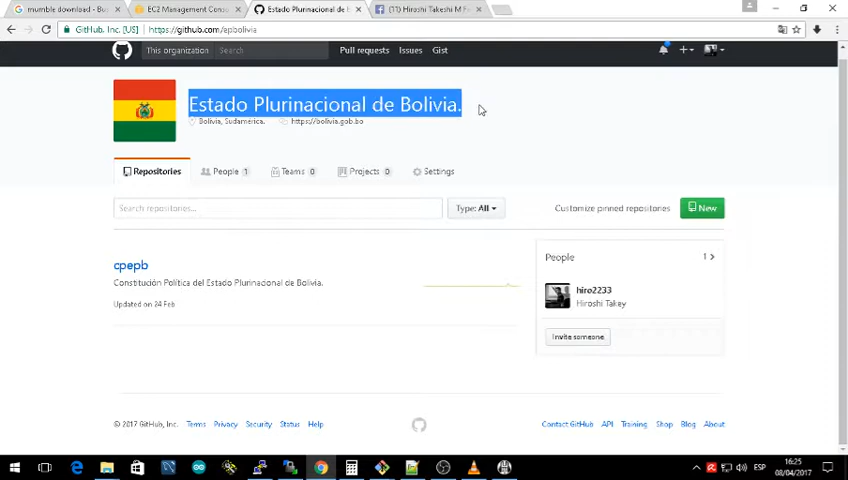 mumble download - Bu
EC2 Management Conso
Estado Plurinacional de B
(11) Hiroshi Takeshi M F
GitHub, Inc. [US]
https://github.com/epbolivia
This organization
Search
Pull requests
Issues
Gist
Estado Plurinacional de Bolivia.
Bolivia, Sudamérica.
https://bolivia.gob.bo
Repositories
People 1
Teams 0
Projects 0
Settings
Search repositories...
Type: All
Customize pinned repositories
New
cpepb
Constitución Política del Estado Plurinacional de Bolivia.
Updated on 24 Feb
People
1
hiro2233
Hiroshi Takey
Invite someone
© 2017 GitHub, Inc.
Terms
Privacy
Security
Status
Help
Contact GitHub
API
Training
Shop
Blog
About
ESP
16:25
08/04/2017